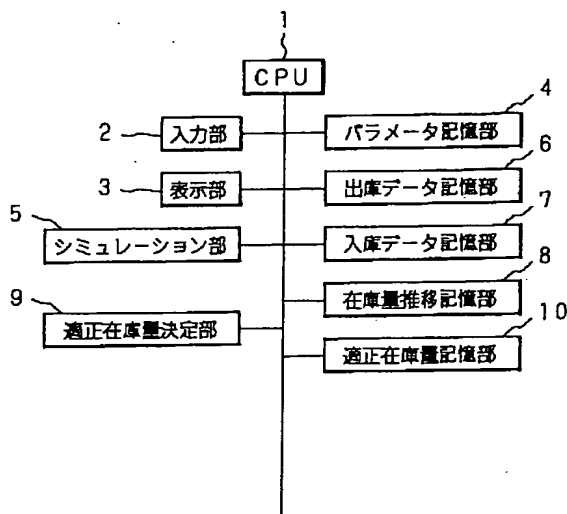 1
CPU
4
2 入力部 パラメータ記憶部
6
3 表示部 出庫データ記憶部
5 7
シミュレーション部 入庫データ記憶部
8
9 在庫量推移記憶部
適正在庫量決定部 10
適正在庫量記憶部